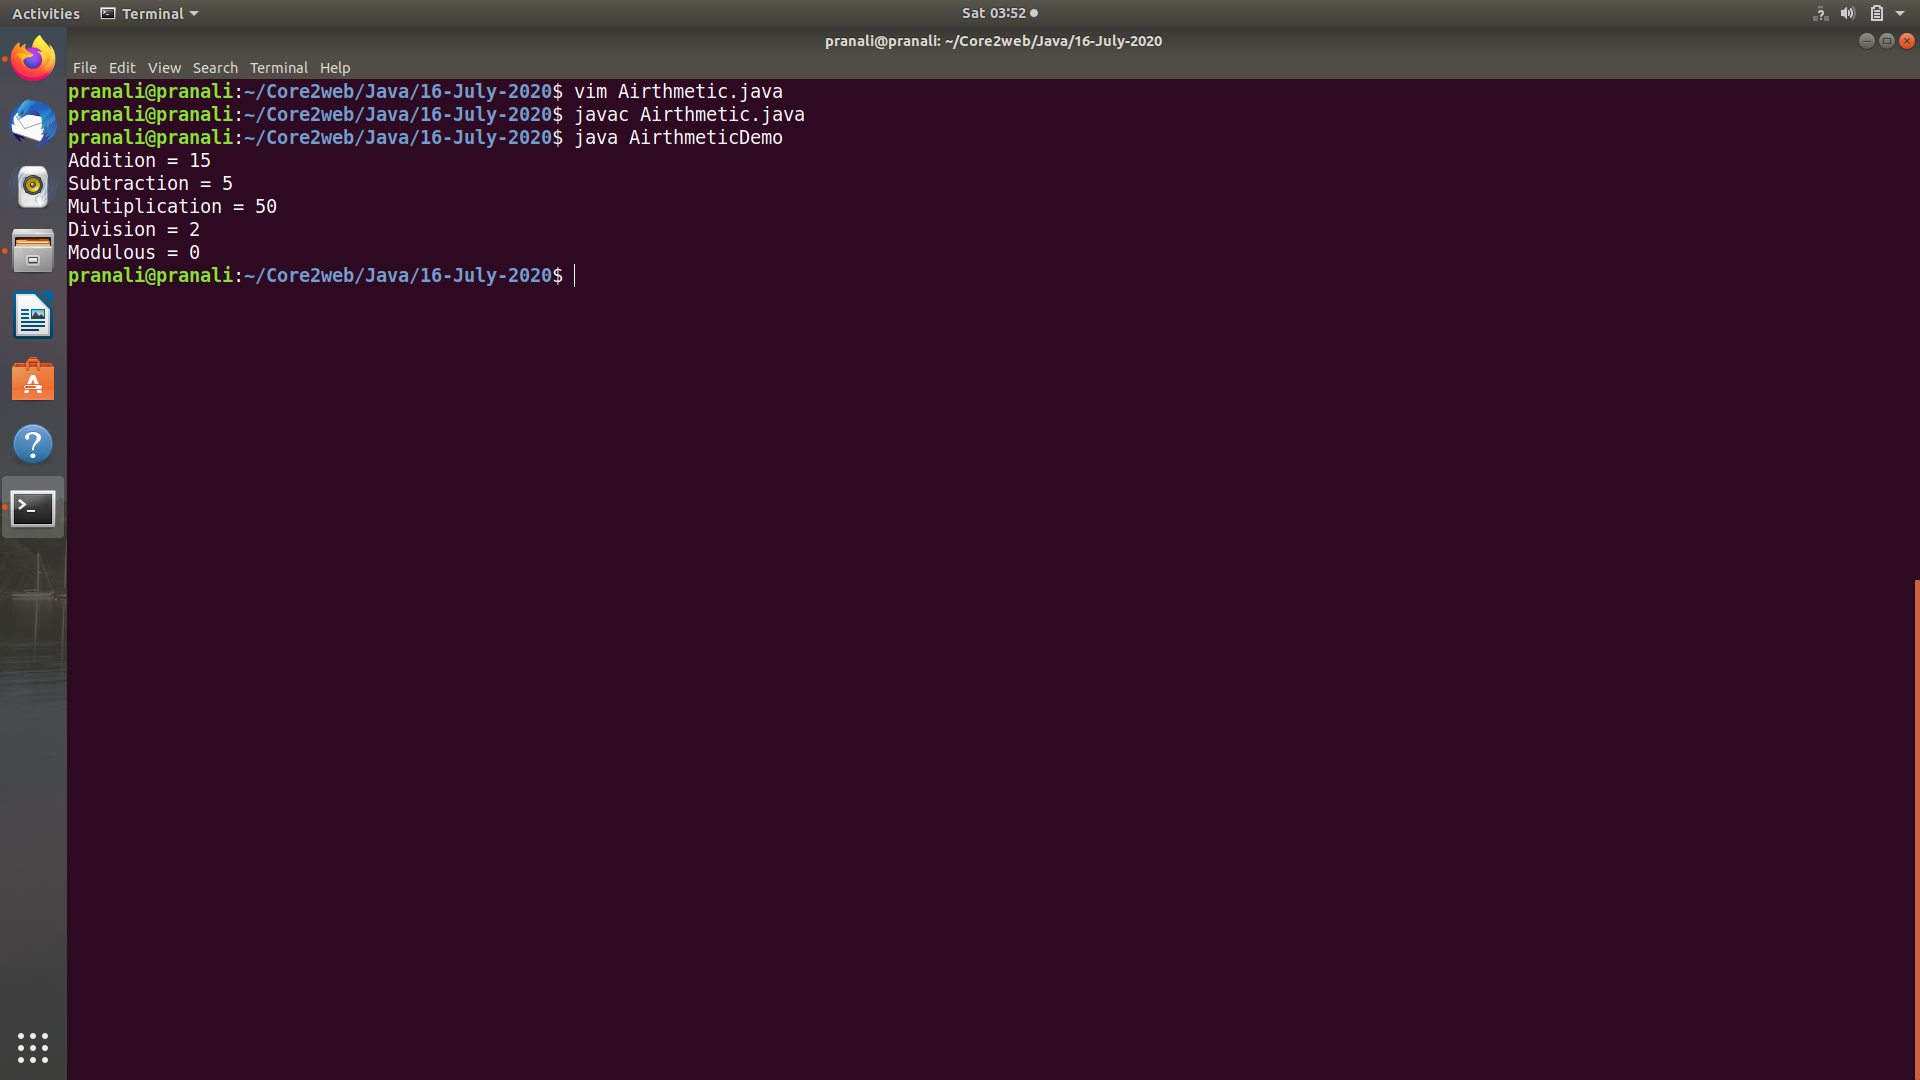 Activities Terminal Sat 03:52
pranali@pranali: ~/Core2web/Java/16-July-2020
File Edit View Search Terminal Help
pranali@pranali:~/Core2web/Java/16-July-2020$ vim Airthmetic.java
pranali@pranali:~/Core2web/Java/16-July-2020$ javac Airthmetic.java
pranali@pranali:~/Core2web/Java/16-July-2020$ java AirthmeticDemo
Addition = 15
Subtraction = 5
Multiplication = 50
Division = 2
Modulous = 0
pranali@pranali:~/Core2web/Java/16-July-2020$